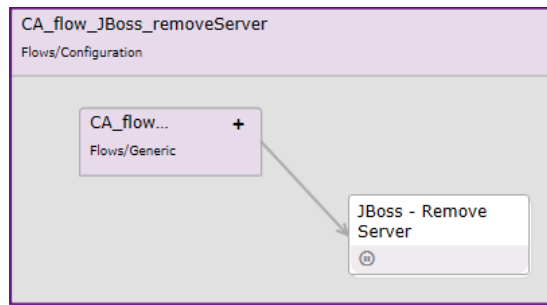 CA_flow_JBoss_removeServer
Flows/Configuration
CA_flow... +
Flows/Generic
JBoss - Remove
Server